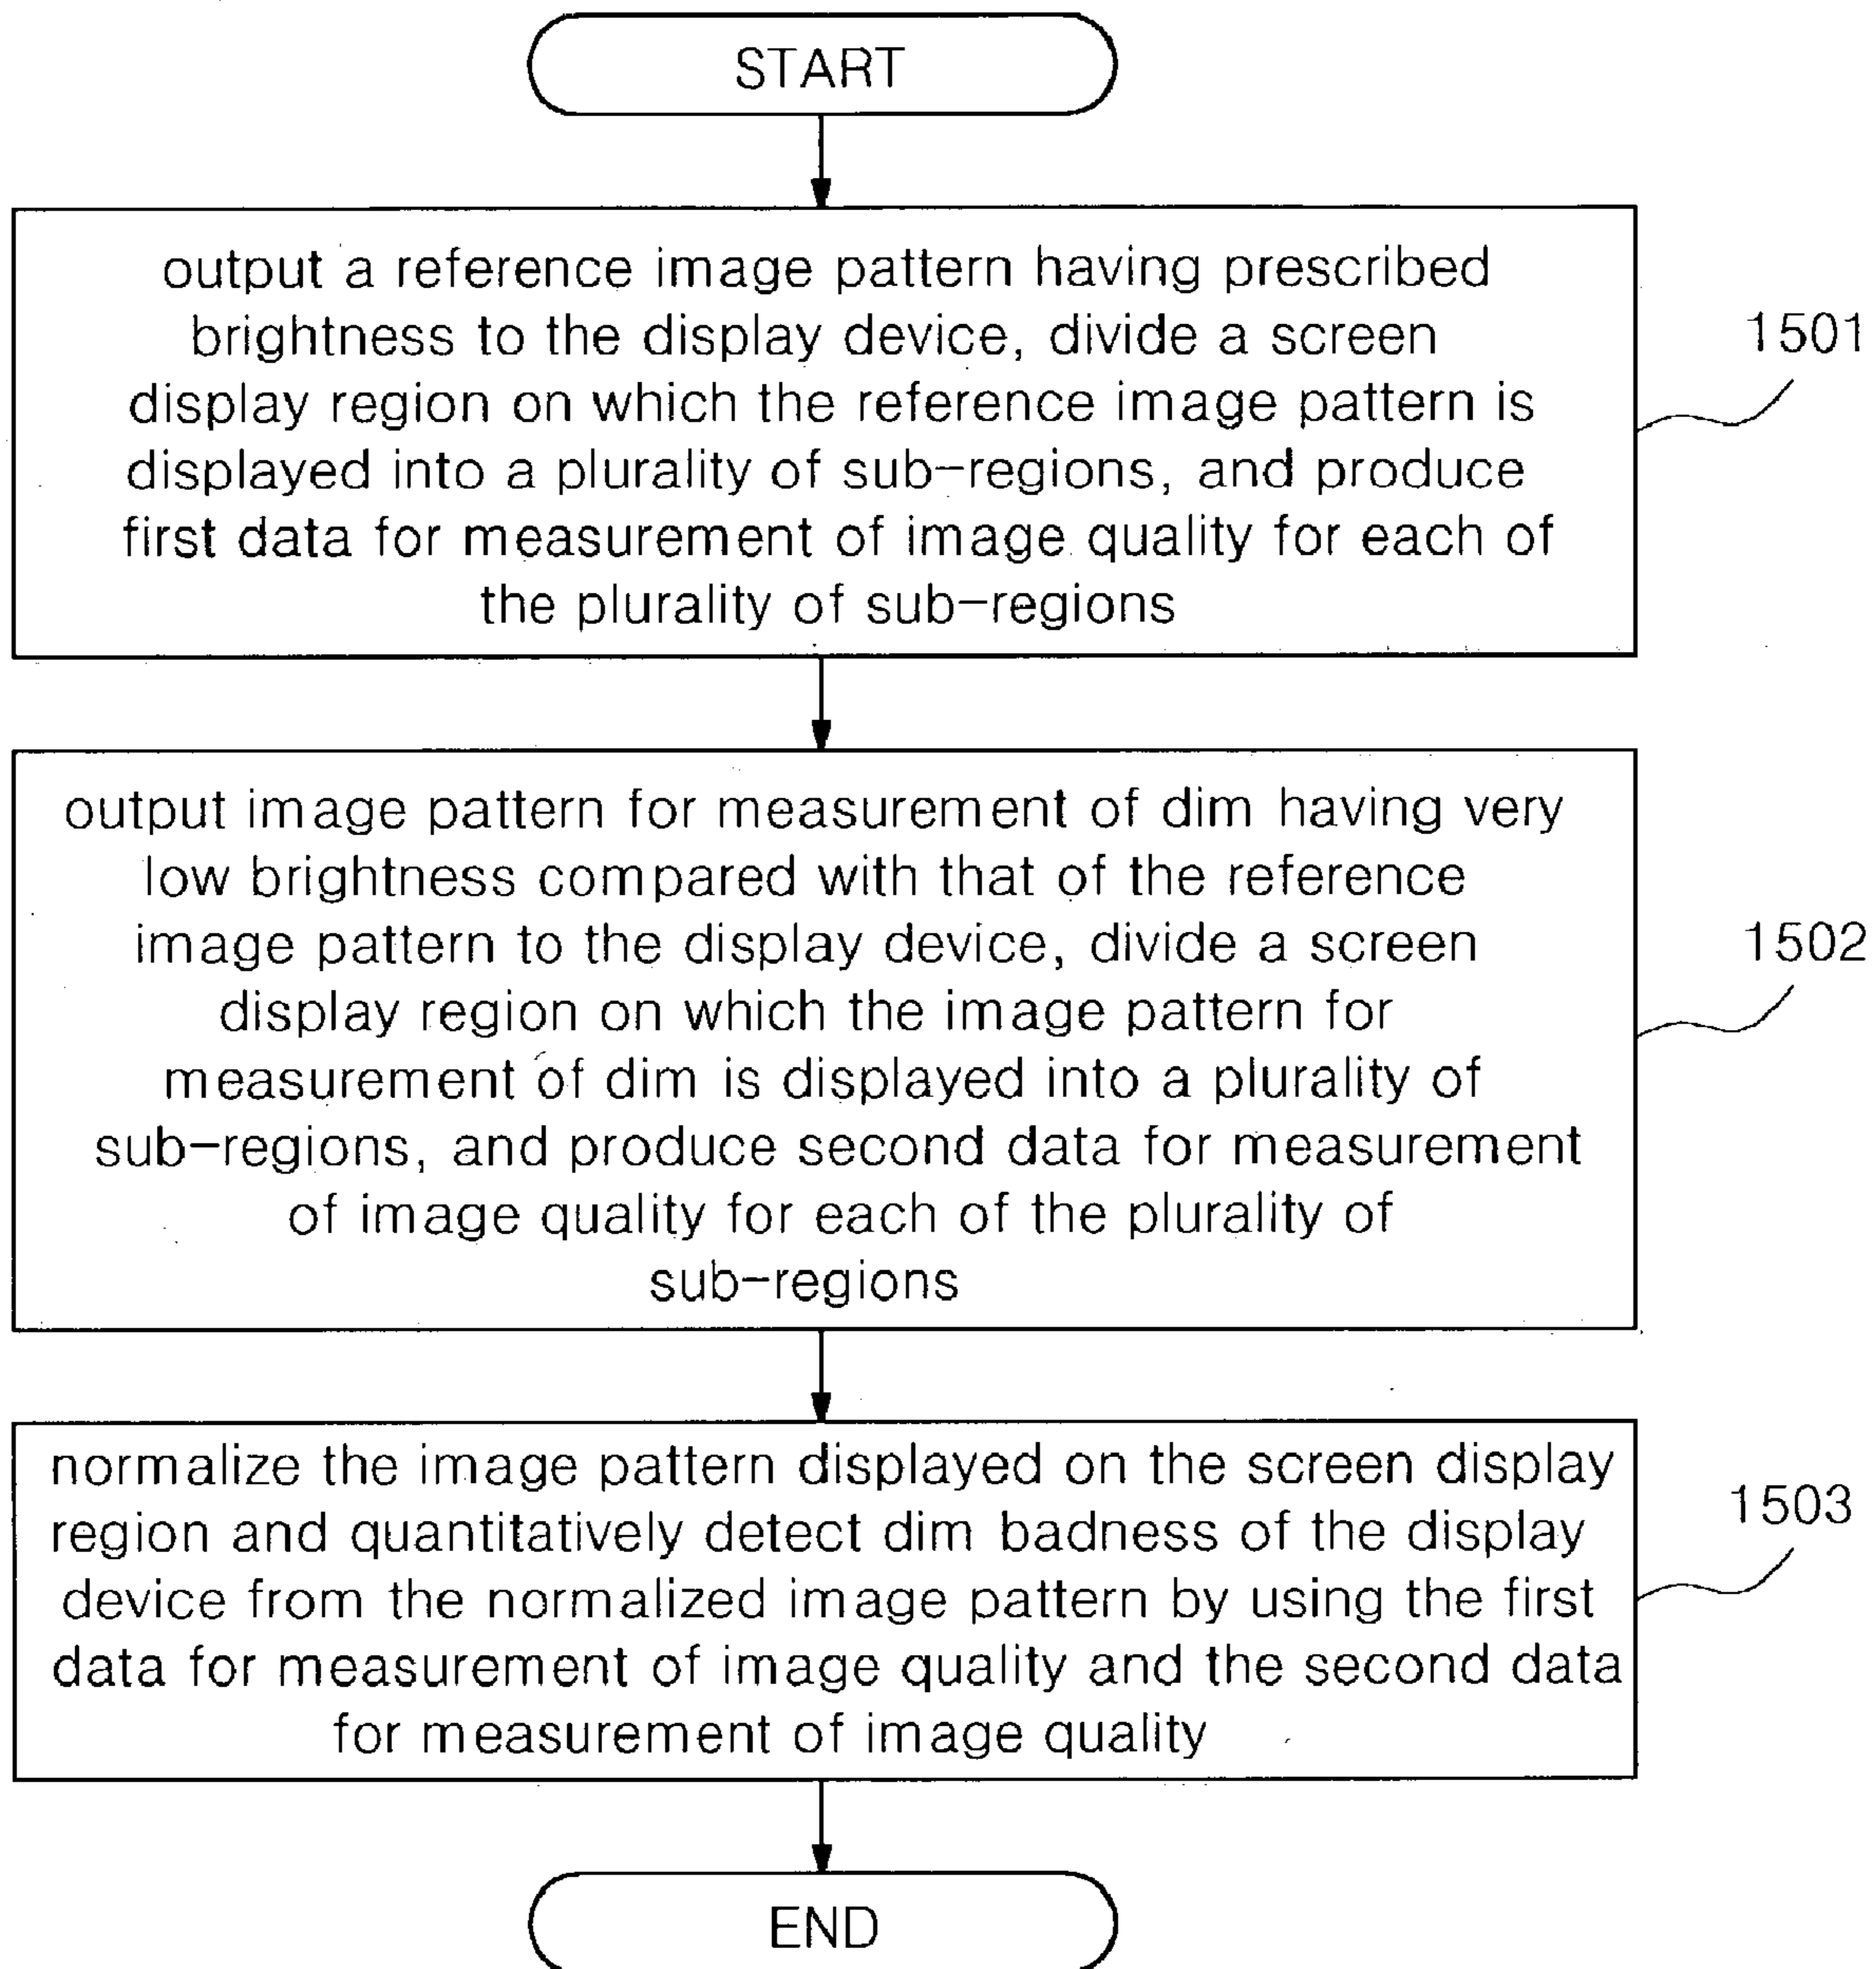 START
output a reference image pattern having prescribed
brightness to the display device, divide a screen
display region on which the reference image pattern is
displayed into a plurality of sub-regions, and produce
first data for measurement of image quality for each of
the plurality of sub-regions
1501
output image pattern for measurement of dim having very
low brightness compared with that of the reference
image pattern to the display device, divide a screen
display region on which the image pattern for
measurement of dim is displayed into a plurality of
sub-regions, and produce second data for measurement
of image quality for each of the plurality of
sub-regions
1502
normalize the image pattern displayed on the screen display
region and quantitatively detect dim badness of the display
device from the normalized image pattern by using the first
data for measurement of image quality and the second data
for measurement of image quality
1503
END